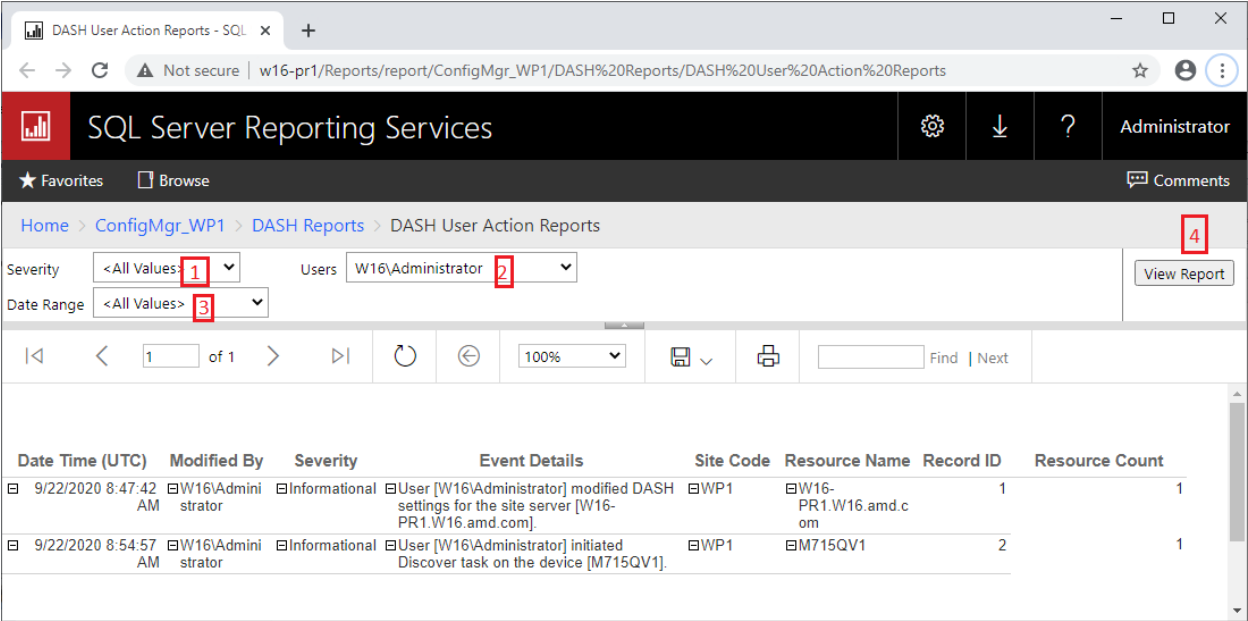 DASH User Action Reports - SQL
Not secure | w16-pr1/Reports/report/ConfigMgr_WP1/DASH%20Reports/DASH%20User%20Action%20Reports
SQL Server Reporting Services
? Administrator
Favorites Browse Comments
Home > ConfigMgr_WP1 > DASH Reports > DASH User Action Reports
4
Severity <All Values> 1 Users W16\Administrator 2 View Report
Date Range <All Values> 3
1 of 1 100% Find | Next
Date Time (UTC) Modified By Severity Event Details Site Code Resource Name Record ID Resource Count
9/22/2020 8:47:42 W16\Admini Informational User [W16\Administrator] modified DASH WP1 W16- 1 1
AM strator settings for the site server [W16- PR1.W16.amd.c
PR1.W16.amd.com]. om
9/22/2020 8:54:57 W16\Admini Informational User [W16\Administrator] initiated WP1 M715QV1 2 1
AM strator Discover task on the device [M715QV1].